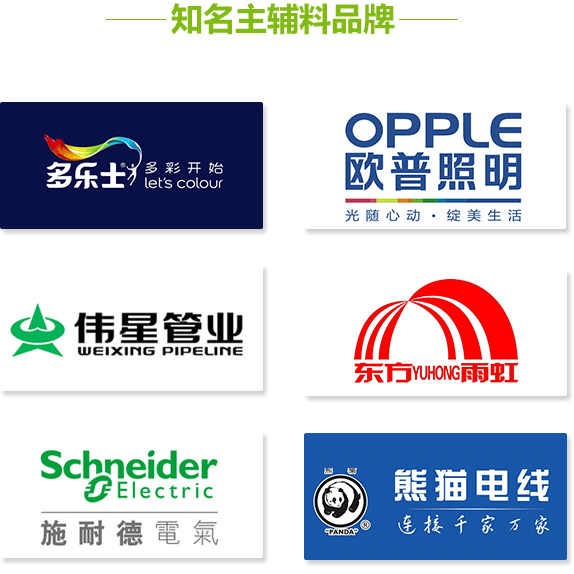 知名主辅料品牌
多乐士®
多彩开始
let's colour
OPPLE
欧普照明
光随心动·绽美生活
伟星管业
WEIXING PIPELINE
东方YUHONG雨虹
Schneider
Electric
施耐德電氣
熊猫
"PANDA"
®
熊猫电线
连接千家万家